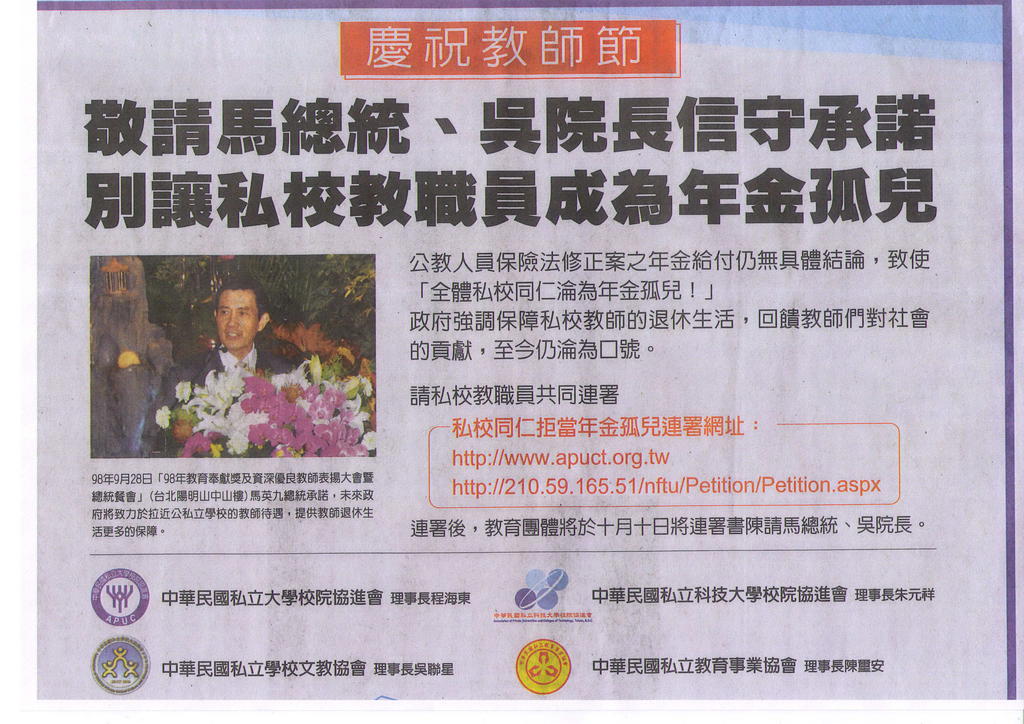 慶祝教師節
敬請馬總統、吳院長信守承諾
別讓私校教職員成為年金孤兒
公教人員保險法修正案之年金給付仍無具體結論，致使
「全體私校同仁淪為年金孤兒！」
政府強調保障私校教師的退休生活，回饋教師們對社會
的貢獻，至今仍淪為口號。
請私校教職員共同連署
私校同仁拒當年金孤兒連署網址：
http://www.apuct.org.tw
http://210.59.165.51/nftu/Petition/Petition.aspx
連署後，教育團體將於十月十日將連署書陳請馬總統、吳院長。
98年9月28日「98年教育奉獻獎及資深優良教師表揚大會暨
總統餐會」(台北陽明山中山樓)馬英九總統承諾，未來政
府將致力於拉近公私立學校的教師待遇，提供教師退休生
活更多的保障。
APUC
中華民國私立大學校院協進會 理事長程海東
中華民國私立科技大學校院協進會
中華民國私立科技大學校院協進會 理事長朱元祥
中華民國私立學校文教協會 理事長吳聯星
中華民國私立教育事業協會 理事長陳璽安